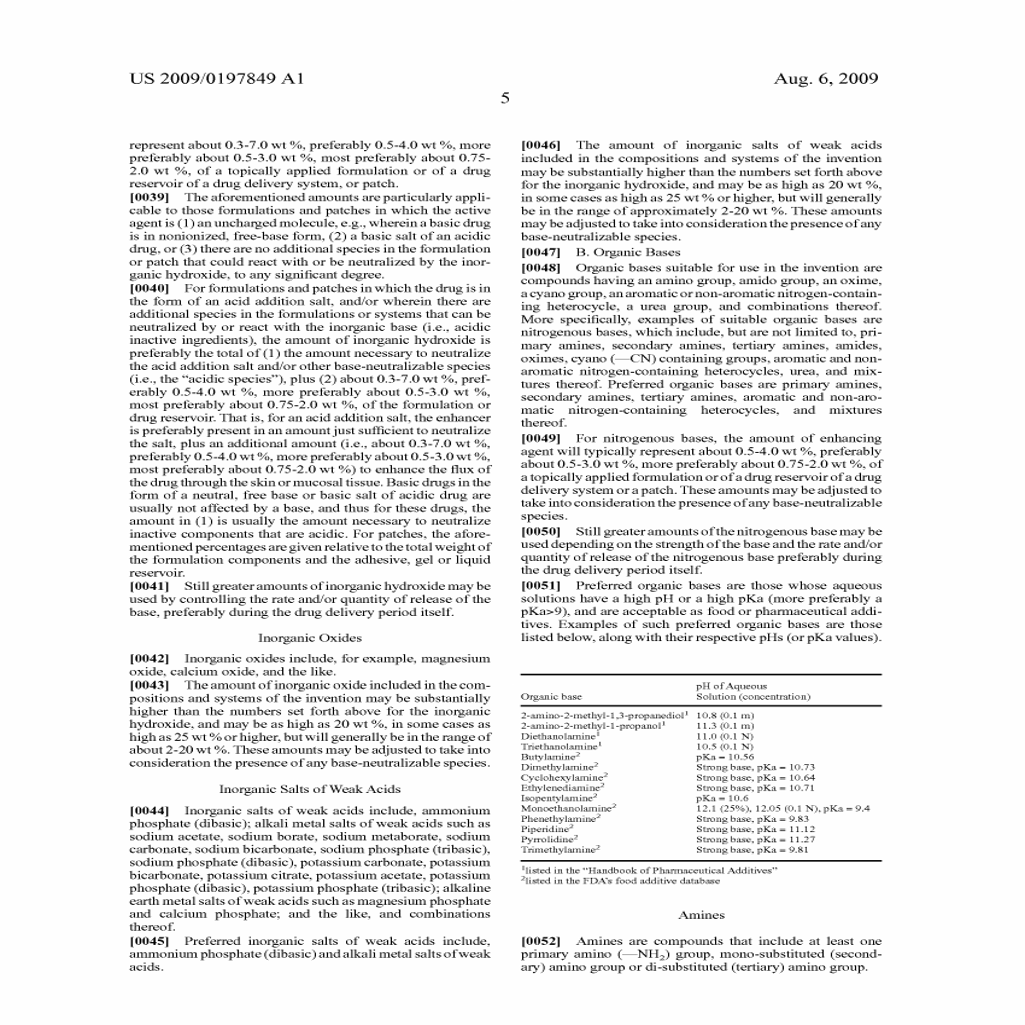 US 2009/0197849 A1
Aug. 6, 2009
5
represent about 0.3-7.0 wt %, preferably 0.5-4.0 wt %, more
preferably about 0.5-3.0 wt %, most preferably about 0.75-
2.0 wt %, of a topically applied formulation or of a drug
reservoir of a drug delivery system, or patch.
[0039] The aforementioned amounts are particularly appli-
cable to those formulations and patches in which the active
agent is (1) an uncharged molecule, e.g., wherein a basic drug
is in nonionized, free-base form, (2) a basic salt of an acidic
drug, or (3) there are no additional species in the formulation
or patch that could react with or be neutralized by the inor-
ganic hydroxide, to any significant degree.
[0040] For formulations and patches in which the drug is in
the form of an acid addition salt, and/or wherein there are
additional species in the formulations or systems that can be
neutralized by or react with the inorganic base (i.e., acidic
inactive ingredients), the amount of inorganic hydroxide is
preferably the total of (1) the amount necessary to neutralize
the acid addition salt and/or other base-neutralizable species
(i.e., the “acidic species”), plus (2) about 0.3-7.0 wt %, pref-
erably 0.5-4.0 wt %, more preferably about 0.5-3.0 wt %,
most preferably about 0.75-2.0 wt %, of the formulation or
drug reservoir. That is, for an acid addition salt, the enhancer
is preferably present in an amount just sufficient to neutralize
the salt, plus an additional amount (i.e., about 0.3-7.0 wt %,
preferably 0.5-4.0 wt %, more preferably about 0.5-3.0 wt %,
most preferably about 0.75-2.0 wt %) to enhance the flux of
the drug through the skin or mucosal tissue. Basic drugs in the
form of a neutral, free base or basic salt of acidic drug are
usually not affected by a base, and thus for these drugs, the
amount in (1) is usually the amount necessary to neutralize
inactive components that are acidic. For patches, the afore-
mentioned percentages are given relative to the total weight of
the formulation components and the adhesive, gel or liquid
reservoir.
[0041] Still greater amounts of inorganic hydroxide may be
used by controlling the rate and/or quantity of release of the
base, preferably during the drug delivery period itself.
Inorganic Oxides
[0042] Inorganic oxides include, for example, magnesium
oxide, calcium oxide, and the like.
[0043] The amount of inorganic oxide included in the com-
positions and systems of the invention may be substantially
higher than the numbers set forth above for the inorganic
hydroxide, and may be as high as 20 wt %, in some cases as
high as 25 wt % or higher, but will generally be in the range of
about 2-20 wt %. These amounts may be adjusted to take into
consideration the presence of any base-neutralizable species.
Inorganic Salts of Weak Acids
[0044] Inorganic salts of weak acids include, ammonium
phosphate (dibasic); alkali metal salts of weak acids such as
sodium acetate, sodium borate, sodium metaborate, sodium
carbonate, sodium bicarbonate, sodium phosphate (tribasic),
sodium phosphate (dibasic), potassium carbonate, potassium
bicarbonate, potassium citrate, potassium acetate, potassium
phosphate (dibasic), potassium phosphate (tribasic); alkaline
earth metal salts of weak acids such as magnesium phosphate
and calcium phosphate; and the like, and combinations
thereof.
[0045] Preferred inorganic salts of weak acids include,
ammonium phosphate (dibasic) and alkali metal salts of weak
acids.
[0046] The amount of inorganic salts of weak acids
included in the compositions and systems of the invention
may be substantially higher than the numbers set forth above
for the inorganic hydroxide, and may be as high as 20 wt %,
in some cases as high as 25 wt % or higher, but will generally
be in the range of approximately 2-20 wt %. These amounts
may be adjusted to take into consideration the presence of any
base-neutralizable species.
[0047] B. Organic Bases
[0048] Organic bases suitable for use in the invention are
compounds having an amino group, amido group, an oxime,
a cyano group, an aromatic or non-aromatic nitrogen-contain-
ing heterocycle, a urea group, and combinations thereof.
More specifically, examples of suitable organic bases are
nitrogenous bases, which include, but are not limited to, pri-
mary amines, secondary amines, tertiary amines, amides,
oximes, cyano (—CN) containing groups, aromatic and non-
aromatic nitrogen-containing heterocycles, urea, and mix-
tures thereof. Preferred organic bases are primary amines,
secondary amines, tertiary amines, aromatic and non-aro-
matic nitrogen-containing heterocycles, and mixtures
thereof.
[0049] For nitrogenous bases, the amount of enhancing
agent will typically represent about 0.5-4.0 wt %, preferably
about 0.5-3.0 wt %, more preferably about 0.75-2.0 wt %, of
a topically applied formulation or of a drug reservoir of a drug
delivery system or a patch. These amounts may be adjusted to
take into consideration the presence of any base-neutralizable
species.
[0050] Still greater amounts of the nitrogenous base may be
used depending on the strength of the base and the rate and/or
quantity of release of the nitrogenous base preferably during
the drug delivery period itself.
[0051] Preferred organic bases are those whose aqueous
solutions have a high pH or a high pKa (more preferably a
pKa>9), and are acceptable as food or pharmaceutical addi-
tives. Examples of such preferred organic bases are those
listed below, along with their respective pHs (or pKa values).
pH of Aqueous
Organic base Solution (concentration)
2-amino-2-methyl-1,3-propanediol¹ 10.8 (0.1 m)
2-amino-2-methyl-1-propanol¹ 11.3 (0.1 m)
Diethanolamine¹ 11.0 (0.1 N)
Triethanolamine¹ 10.5 (0.1 N)
Butylamine² pKa = 10.56
Dimethylamine² Strong base, pKa = 10.73
Cyclohexylamine² Strong base, pKa = 10.64
Ethylenediamine² Strong base, pKa = 10.71
Isopentylamine² pKa = 10.6
Monoethanolamine² 12.1 (25%), 12.05 (0.1 N), pKa = 9.4
Phenethylamine² Strong base, pKa = 9.83
Piperidine² Strong base, pKa = 11.12
Pyrrolidine² Strong base, pKa = 11.27
Trimethylamine² Strong base, pKa = 9.81
¹listed in the “Handbook of Pharmaceutical Additives”
²listed in the FDA's food additive database
Amines
[0052] Amines are compounds that include at least one
primary amino (—NH₂) group, mono-substituted (second-
ary) amino group or di-substituted (tertiary) amino group.